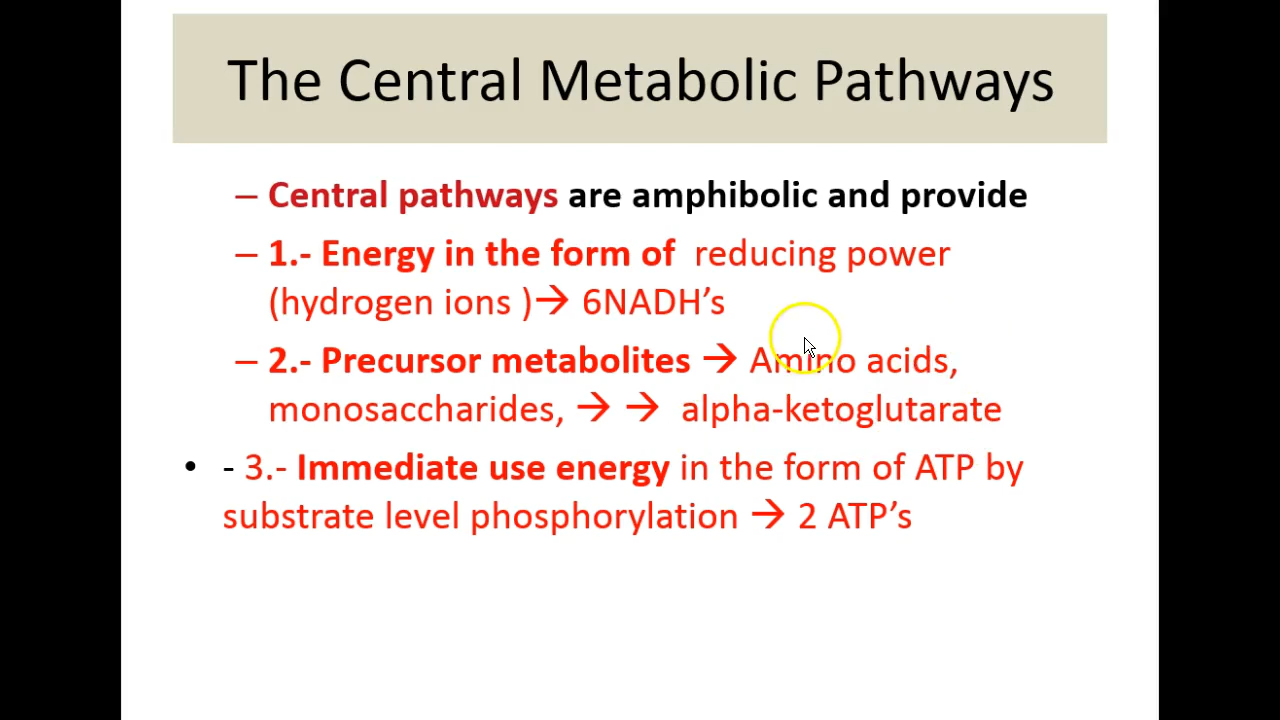 The Central Metabolic Pathways
– Central pathways are amphibolic and provide
– 1.- Energy in the form of reducing power
(hydrogen ions )→ 6NADH’s
– 2.- Precursor metabolites → Amino acids,
monosaccharides, → → alpha-ketoglutarate
• - 3.- Immediate use energy in the form of ATP by
substrate level phosphorylation → 2 ATP’s